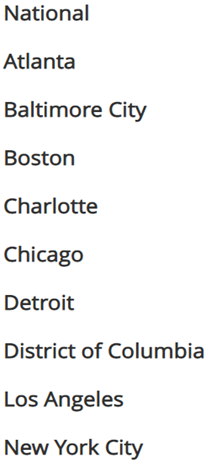 National
Atlanta
Baltimore City
Boston
Charlotte
Chicago
Detroit
District of Columbia
Los Angeles
New York City